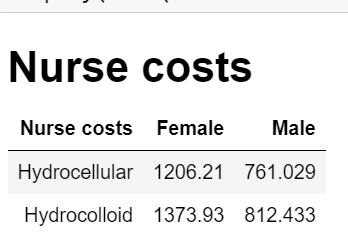 Nurse costs
Nurse costs Female Male
Hydrocellular 1206.21 761.029
Hydrocolloid 1373.93 812.433